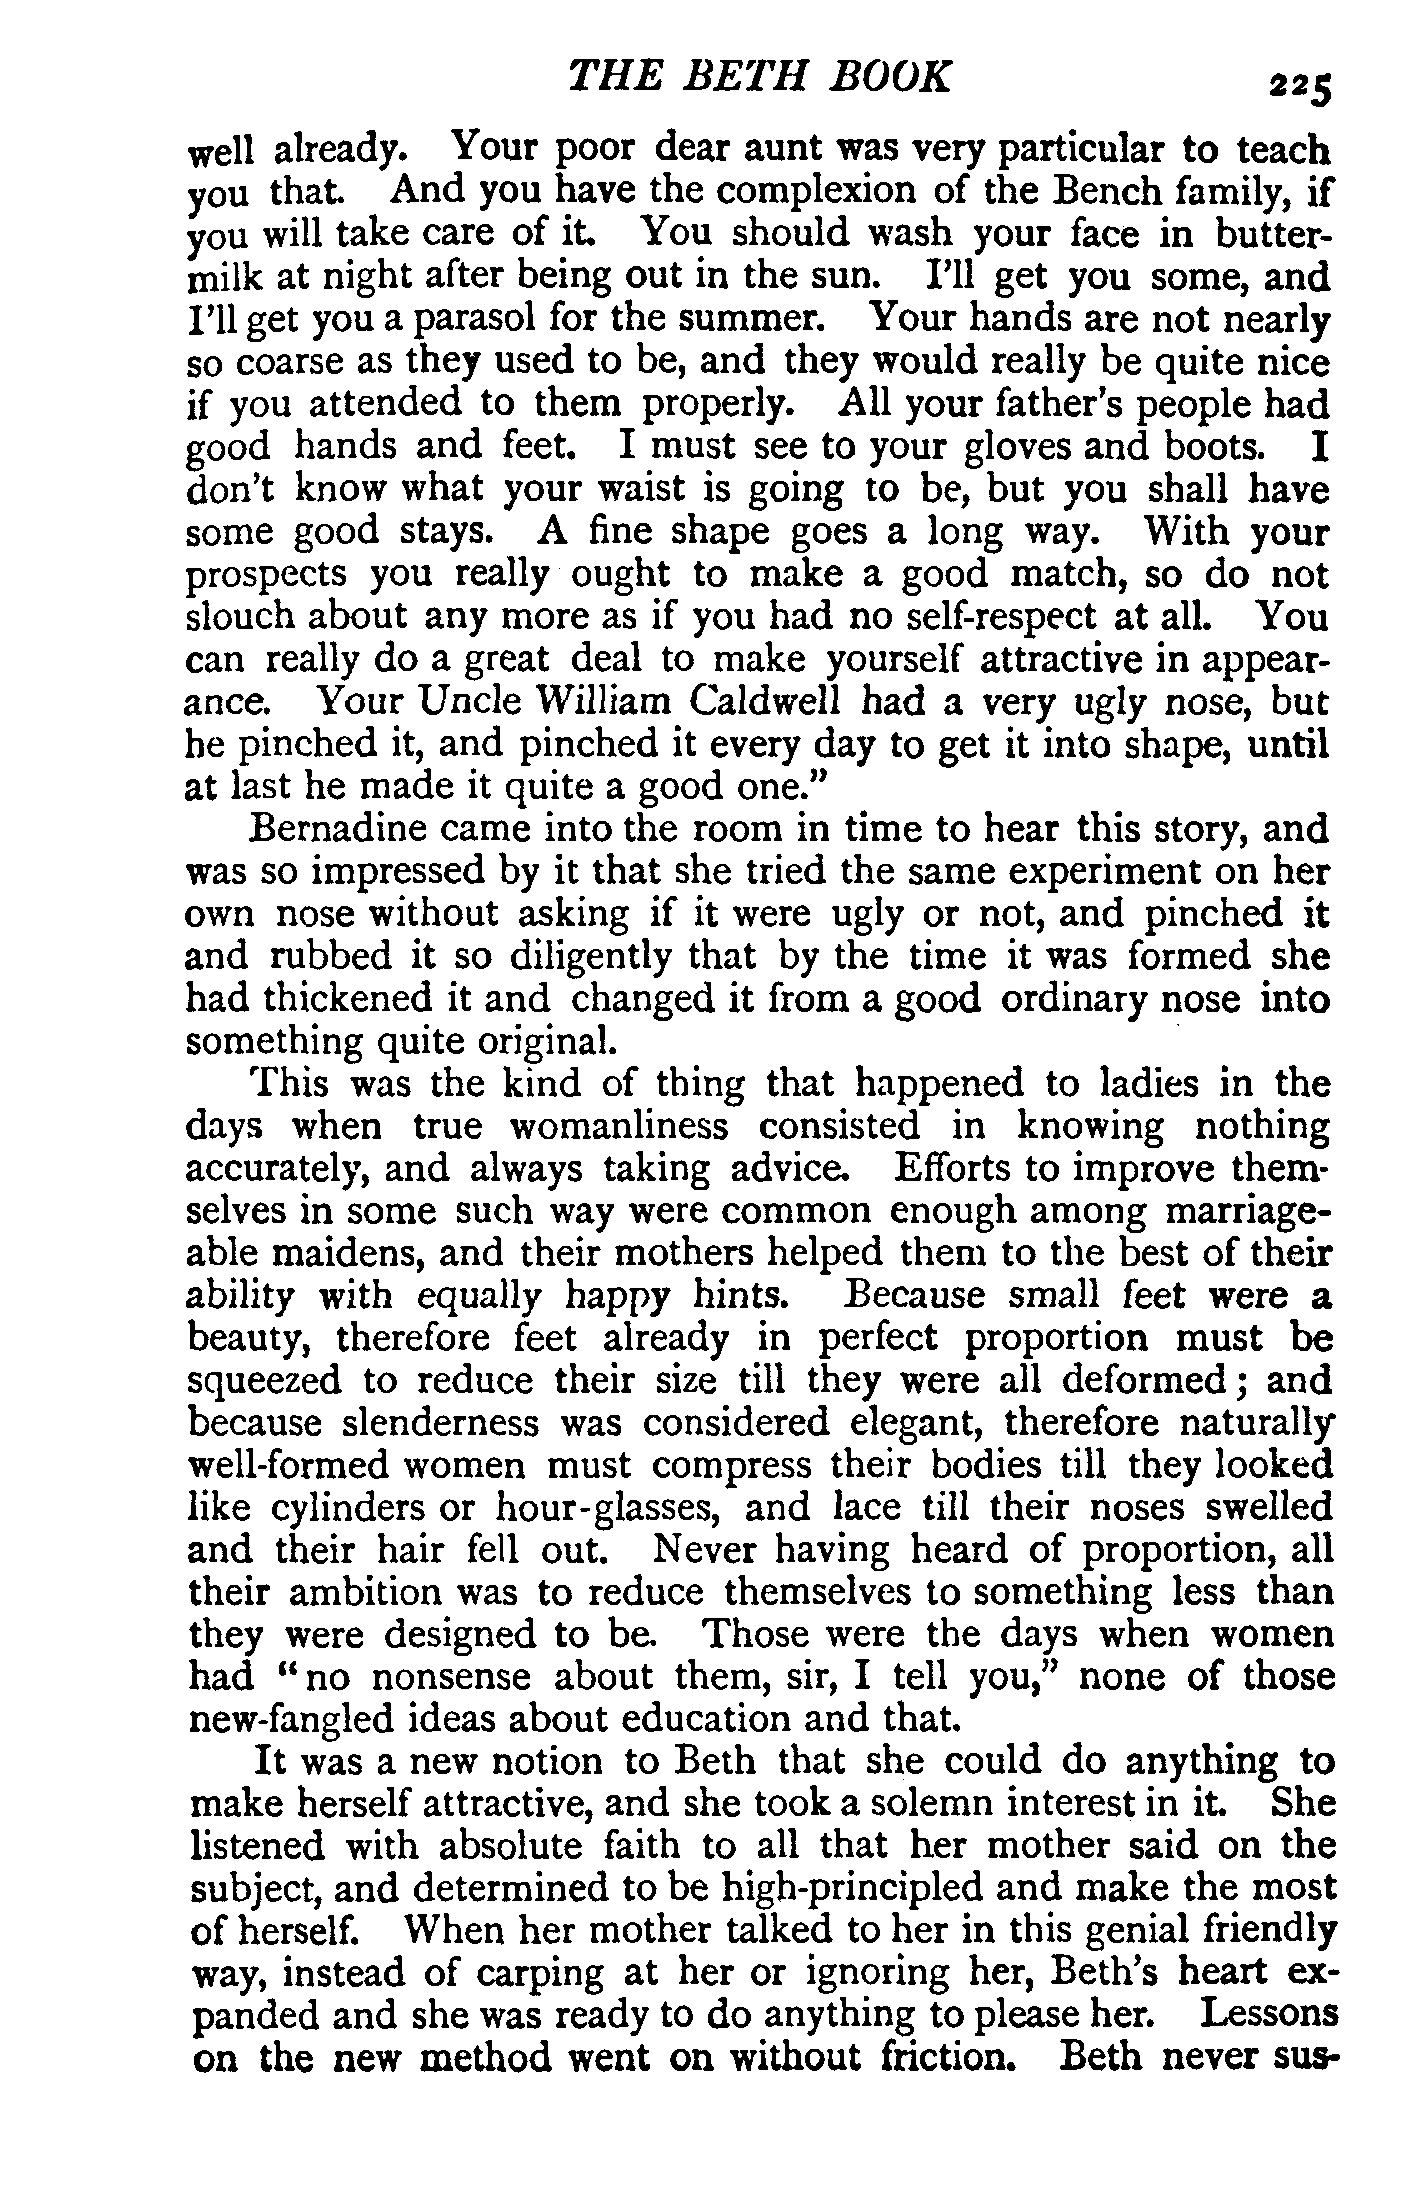 THE BETH BOOK 225
well already. Your poor dear aunt was very particular to teach
you that. And you have the complexion of the Bench family, if
you will take care of it. You should wash your face in butter-
milk at night after being out in the sun. I'll get you some, and
I'll get you a parasol for the summer. Your hands are not nearly
so coarse as they used to be, and they would really be quite nice
if you attended to them properly. All your father's people had
good hands and feet. I must see to your gloves and boots. I
don't know what your waist is going to be, but you shall have
some good stays. A fine shape goes a long way. With your
prospects you really ought to make a good match, so do not
slouch about any more as if you had no self-respect at all. You
can really do a great deal to make yourself attractive in appear-
ance. Your Uncle William Caldwell had a very ugly nose, but
he pinched it, and pinched it every day to get it into shape, until
at last he made it quite a good one."
Bernadine came into the room in time to hear this story, and
was so impressed by it that she tried the same experiment on her
own nose without asking if it were ugly or not, and pinched it
and rubbed it so diligently that by the time it was formed she
had thickened it and changed it from a good ordinary nose into
something quite original.
This was the kind of thing that happened to ladies in the
days when true womanliness consisted in knowing nothing
accurately, and always taking advice. Efforts to improve them-
selves in some such way were common enough among marriage-
able maidens, and their mothers helped them to the best of their
ability with equally happy hints. Because small feet were a
beauty, therefore feet already in perfect proportion must be
squeezed to reduce their size till they were all deformed; and
because slenderness was considered elegant, therefore naturally
well-formed women must compress their bodies till they looked
like cylinders or hour-glasses, and lace till their noses swelled
and their hair fell out. Never having heard of proportion, all
their ambition was to reduce themselves to something less than
they were designed to be. Those were the days when women
had "no nonsense about them, sir, I tell you," none of those
new-fangled ideas about education and that.
It was a new notion to Beth that she could do anything to
make herself attractive, and she took a solemn interest in it. She
listened with absolute faith to all that her mother said on the
subject, and determined to be high-principled and make the most
of herself. When her mother talked to her in this genial friendly
way, instead of carping at her or ignoring her, Beth's heart ex-
panded and she was ready to do anything to please her. Lessons
on the new method went on without friction. Beth never sus-